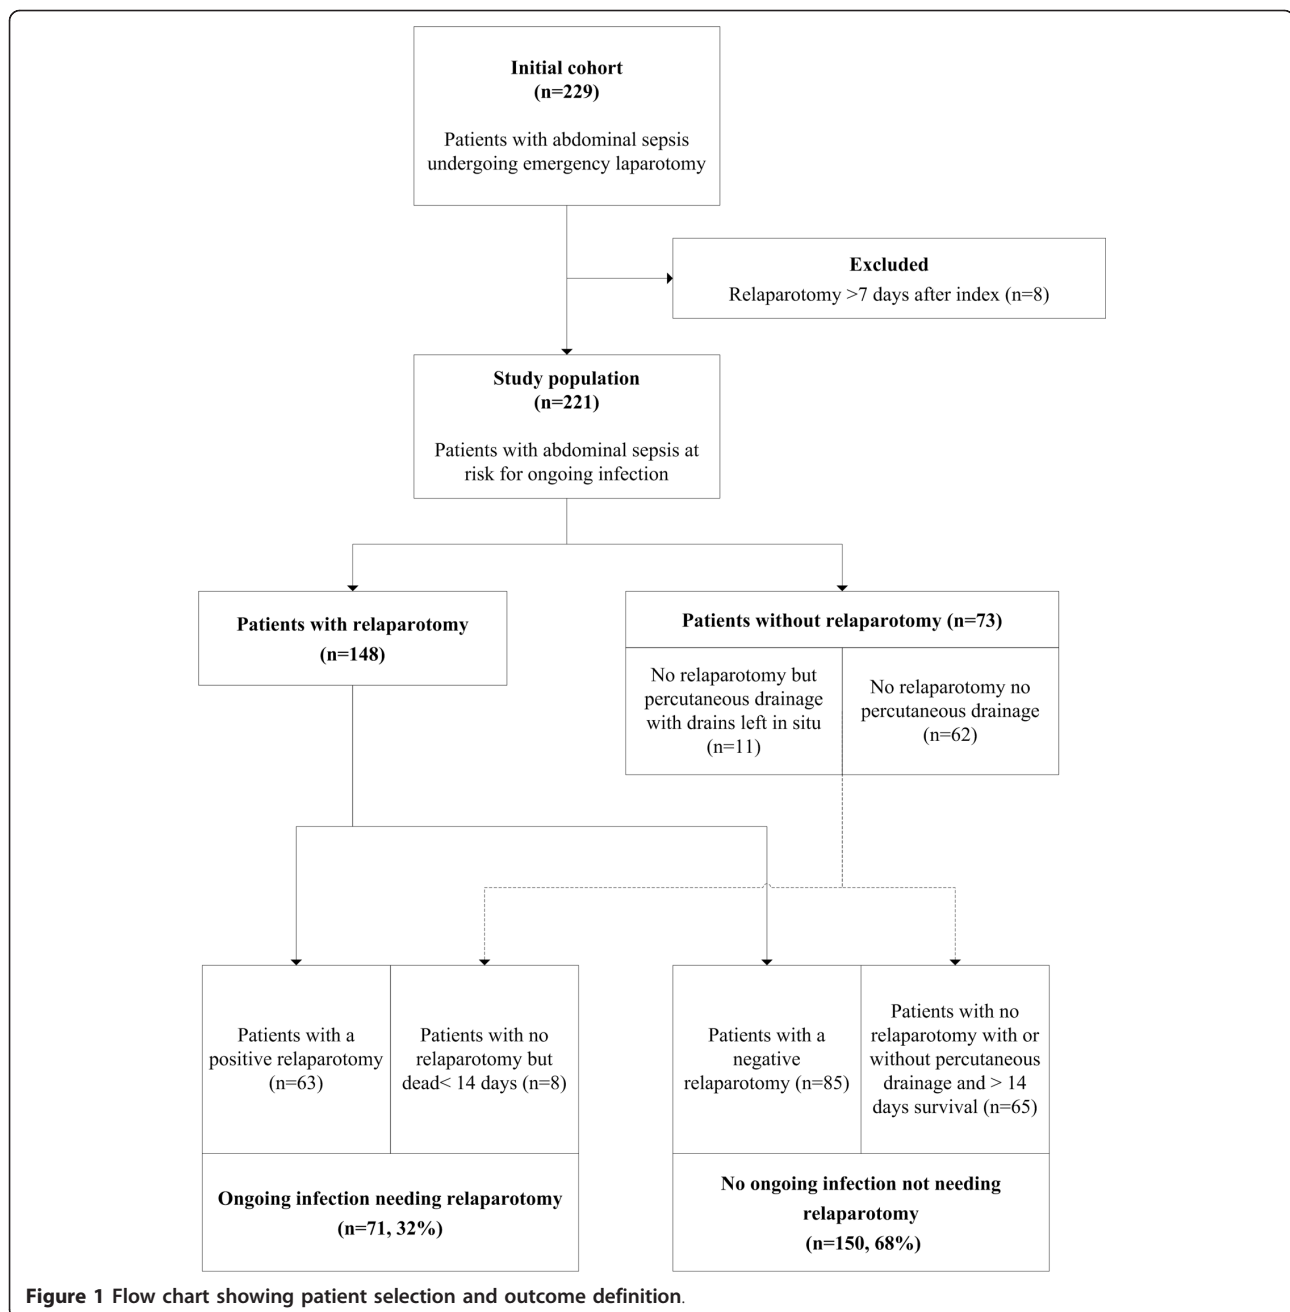 Initial cohort
(n=229)
Patients with abdominal sepsis
undergoing emergency laparotomy
Excluded
Relaparotomy >7 days after index (n=8)
Study population
(n=221)
Patients with abdominal sepsis at
risk for ongoing infection
Patients with relaparotomy
(n=148)
Patients without relaparotomy (n=73)
No relaparotomy but
percutaneous drainage
with drains left in situ
(n=11)
No relaparotomy no
percutaneous drainage
(n=62)
Patients with a
positive relaparotomy
(n=63)
Patients with no
relaparotomy but
dead< 14 days (n=8)
Patients with a
negative
relaparotomy (n=85)
Patients with no
relaparotomy with or
without percutaneous
drainage and > 14
days survival (n=65)
Ongoing infection needing relaparotomy
(n=71, 32%)
No ongoing infection not needing
relaparotomy
(n=150, 68%)
Figure 1 Flow chart showing patient selection and outcome definition.